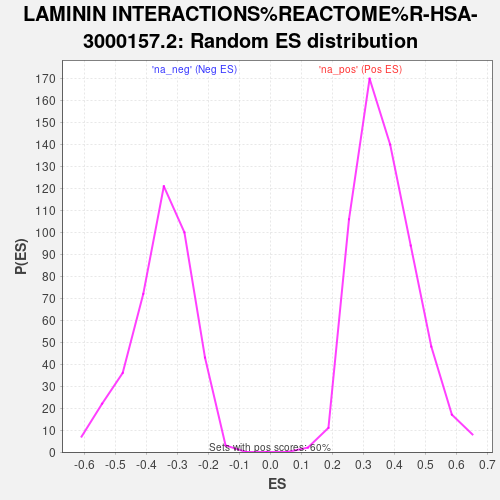 LAMININ INTERACTIONS%REACTOME%R-HSA-
3000157.2: Random ES distribution
'na_neg' (Neg ES)
'na_pos' (Pos ES)
170
160
150
140
130
120
110
100
90
80
70
60
50
40
30
20
10
0
P(ES)
Sets with pos scores: 60%
-0.6 -0.5 -0.4 -0.3 -0.2 -0.1 0.0 0.1 0.2 0.3 0.4 0.5 0.6 0.7
ES